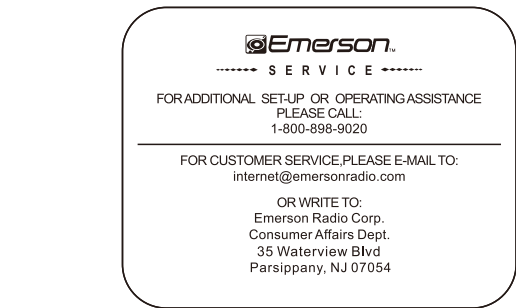 Emerson TM
SERVICE
FOR ADDITIONAL SET-UP OR OPERATING ASSISTANCE
PLEASE CALL:
1-800-898-9020
FOR CUSTOMER SERVICE,PLEASE E-MAIL TO:
internet@emersonradio.com
OR WRITE TO:
Emerson Radio Corp.
Consumer Affairs Dept.
35 Waterview Blvd
Parsippany, NJ 07054